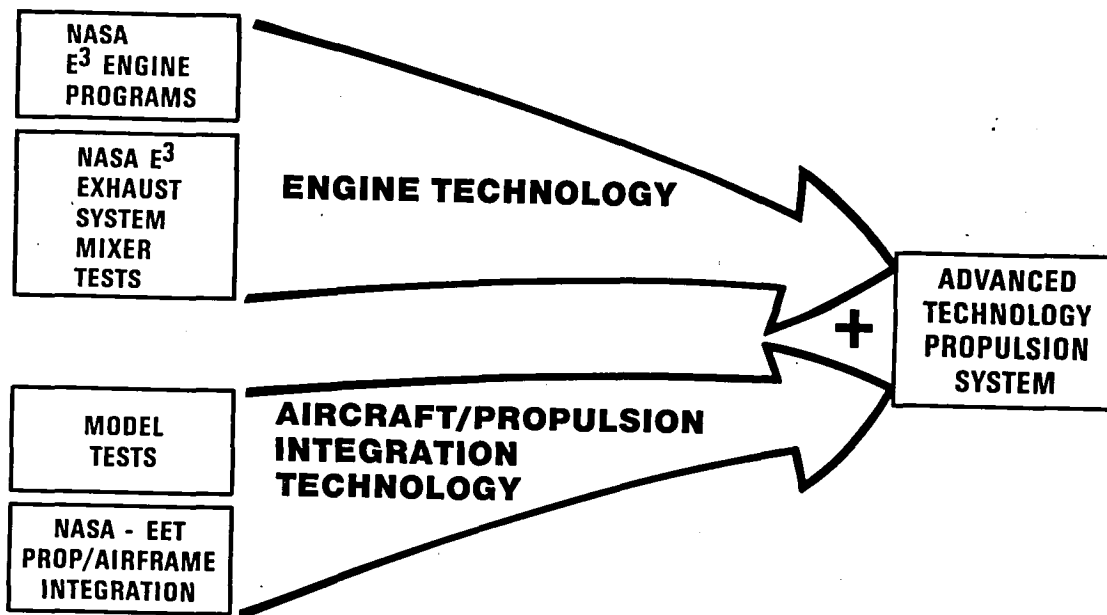 NASA
E³ ENGINE
PROGRAMS
NASA E³
EXHAUST
SYSTEM
MIXER
TESTS
ENGINE TECHNOLOGY
MODEL
TESTS
AIRCRAFT/PROPULSION
INTEGRATION
TECHNOLOGY
NASA - EET
PROP/AIRFRAME
INTEGRATION
+
ADVANCED
TECHNOLOGY
PROPULSION
SYSTEM